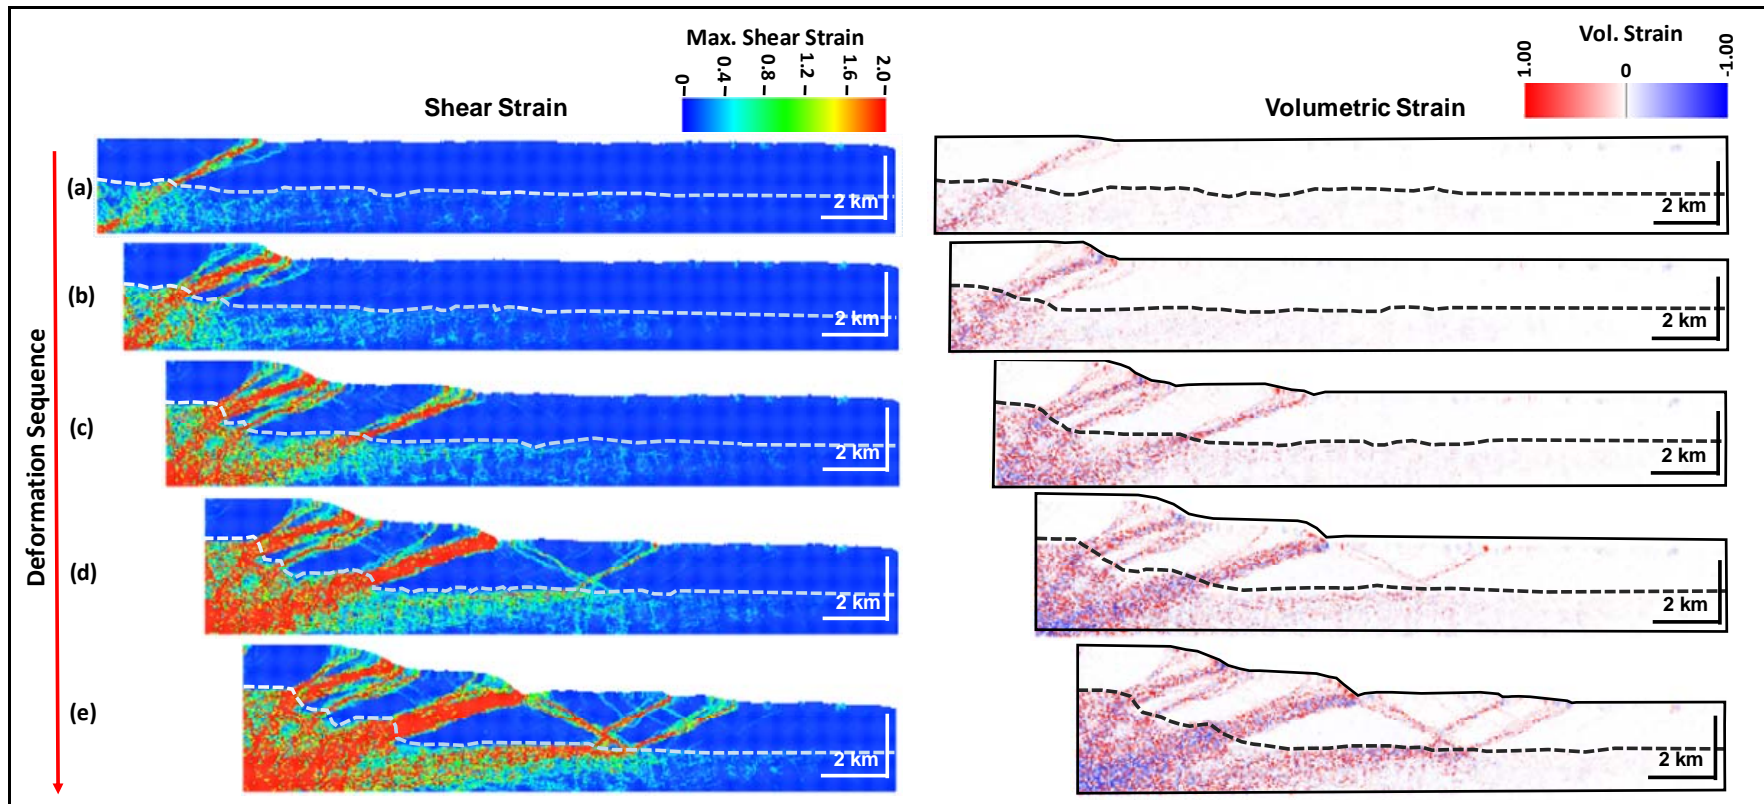 Max. Shear Strain
0 0.4 0.8 1.2 1.6 2.0
Vol. Strain
1.00 0 -1.00
Shear Strain
Volumetric Strain
Deformation Sequence
(a)
2 km
2 km
(b)
2 km
2 km
(c)
2 km
2 km
(d)
2 km
2 km
(e)
2 km
2 km